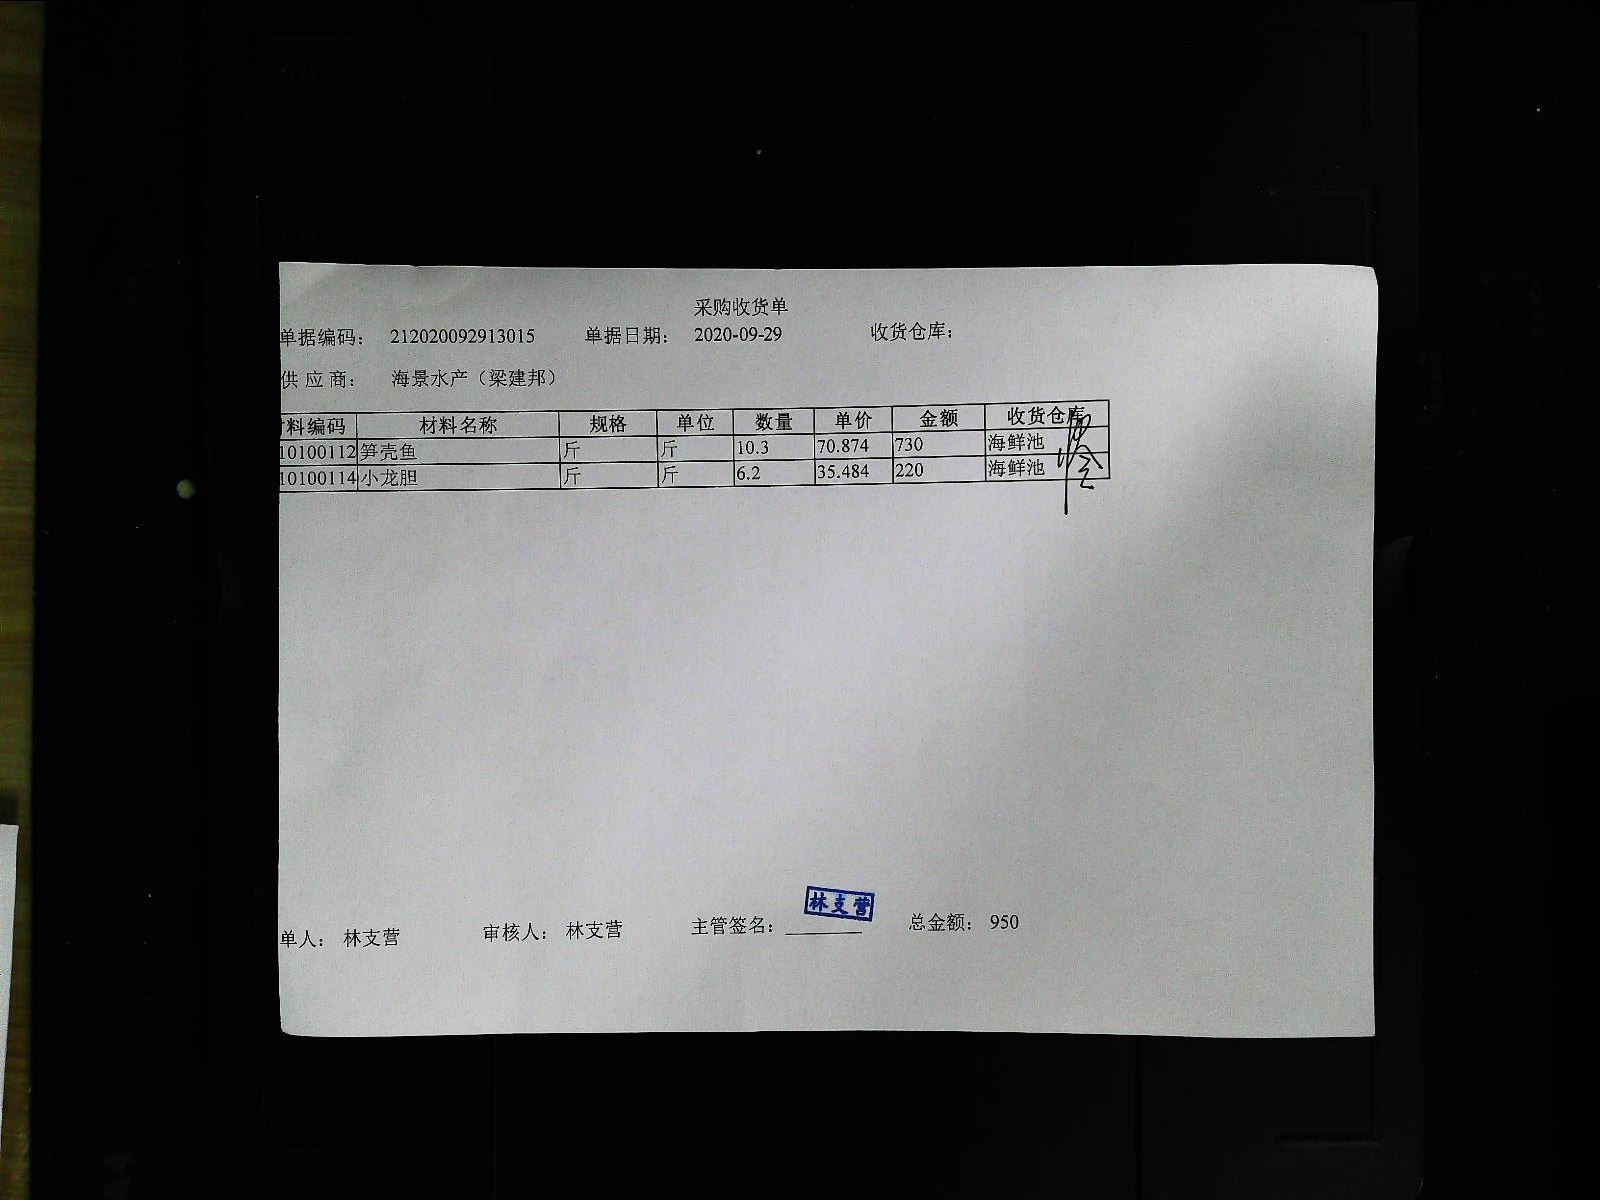 采购收货单
单据编码： 212020092913015 单据日期： 2020-09-29 收货仓库：
供 应 商： 海景水产（梁建邦）
料编码 材料名称 规格 单位 数量 单价 金额 收货仓库
10100112 笋壳鱼 斤 斤 10.3 70.874 730 海鲜池
10100114 小龙胆 斤 斤 6.2 35.484 220 海鲜池
林支营
单人： 林支营 审核人： 林支营 主管签名： 总金额： 950